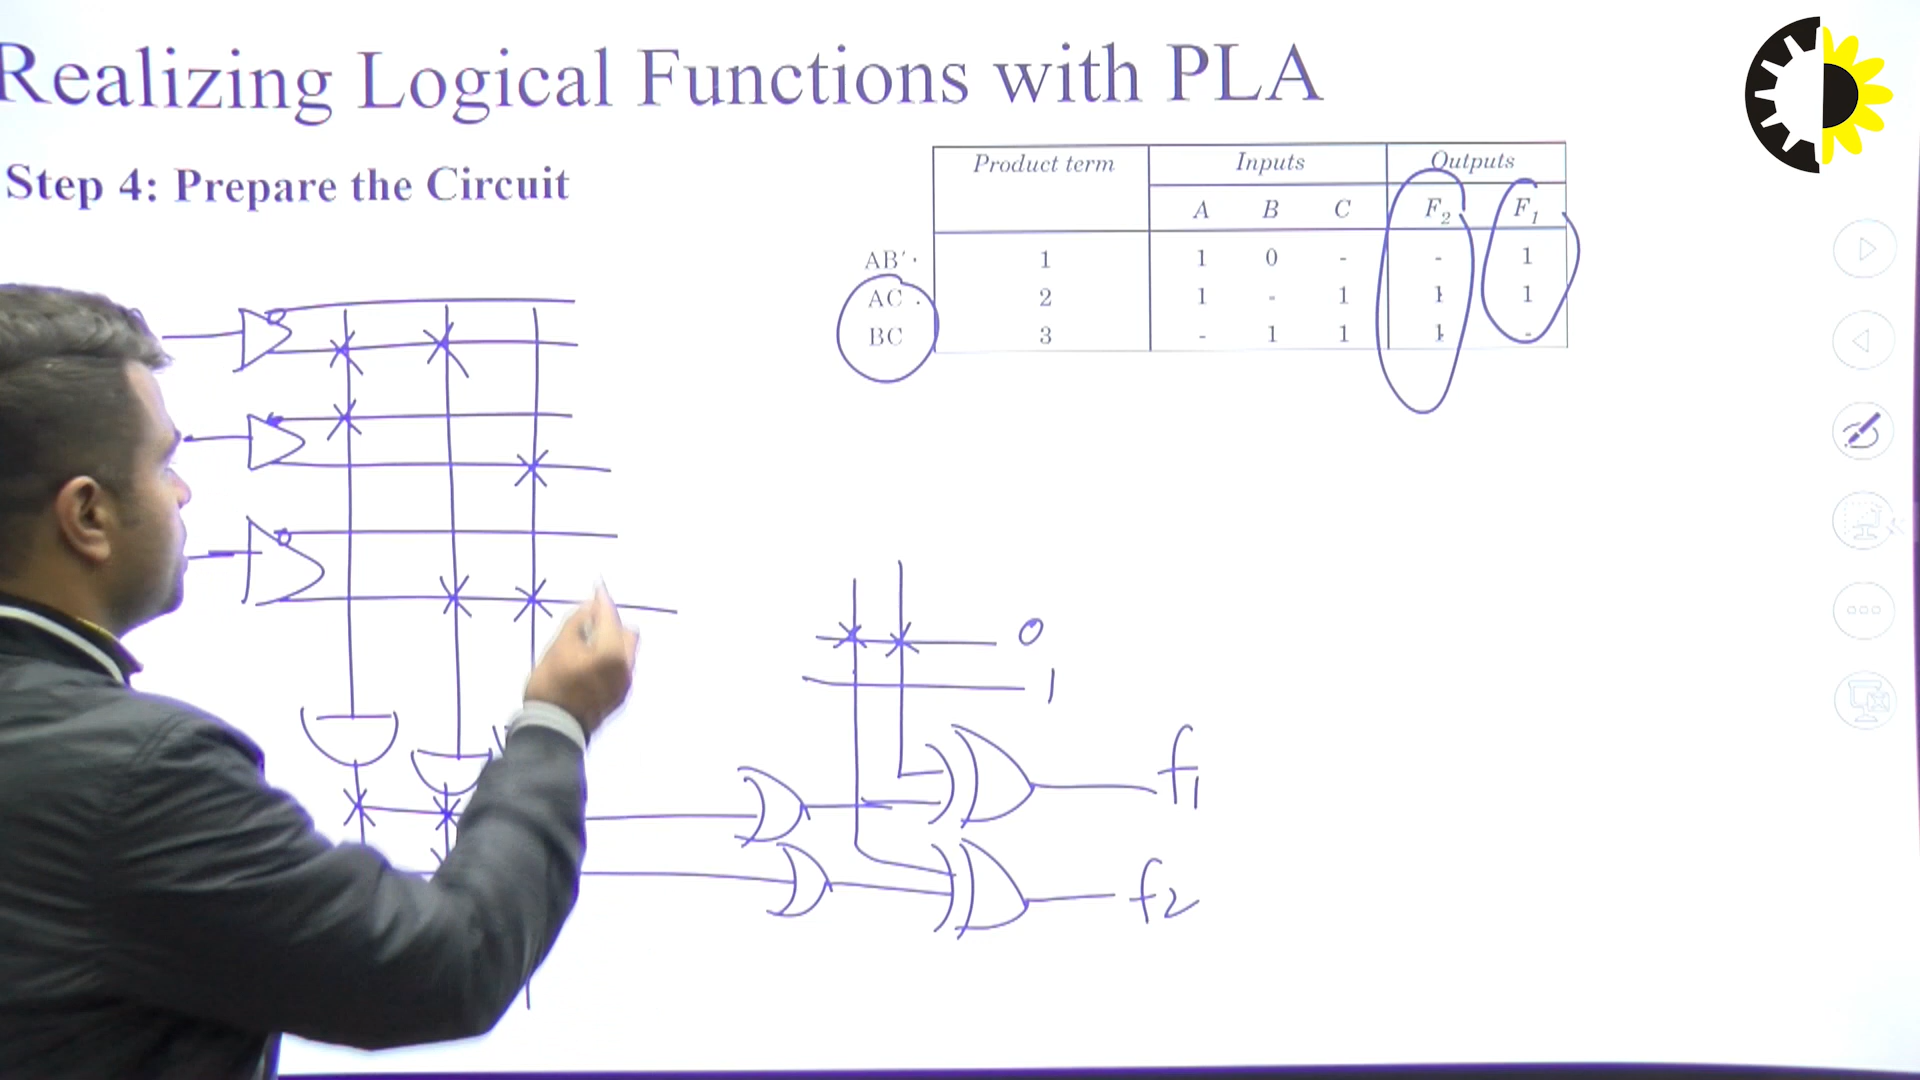 Realizing Logical Functions with PLA
Step 4: Prepare the Circuit
Product term Inputs Outputs
A B C F2 F1
AB' 1 1 0 - - 1
AC 2 1 - 1 1 1
BC 3 - 1 1 1 -
0
1
f1
f2